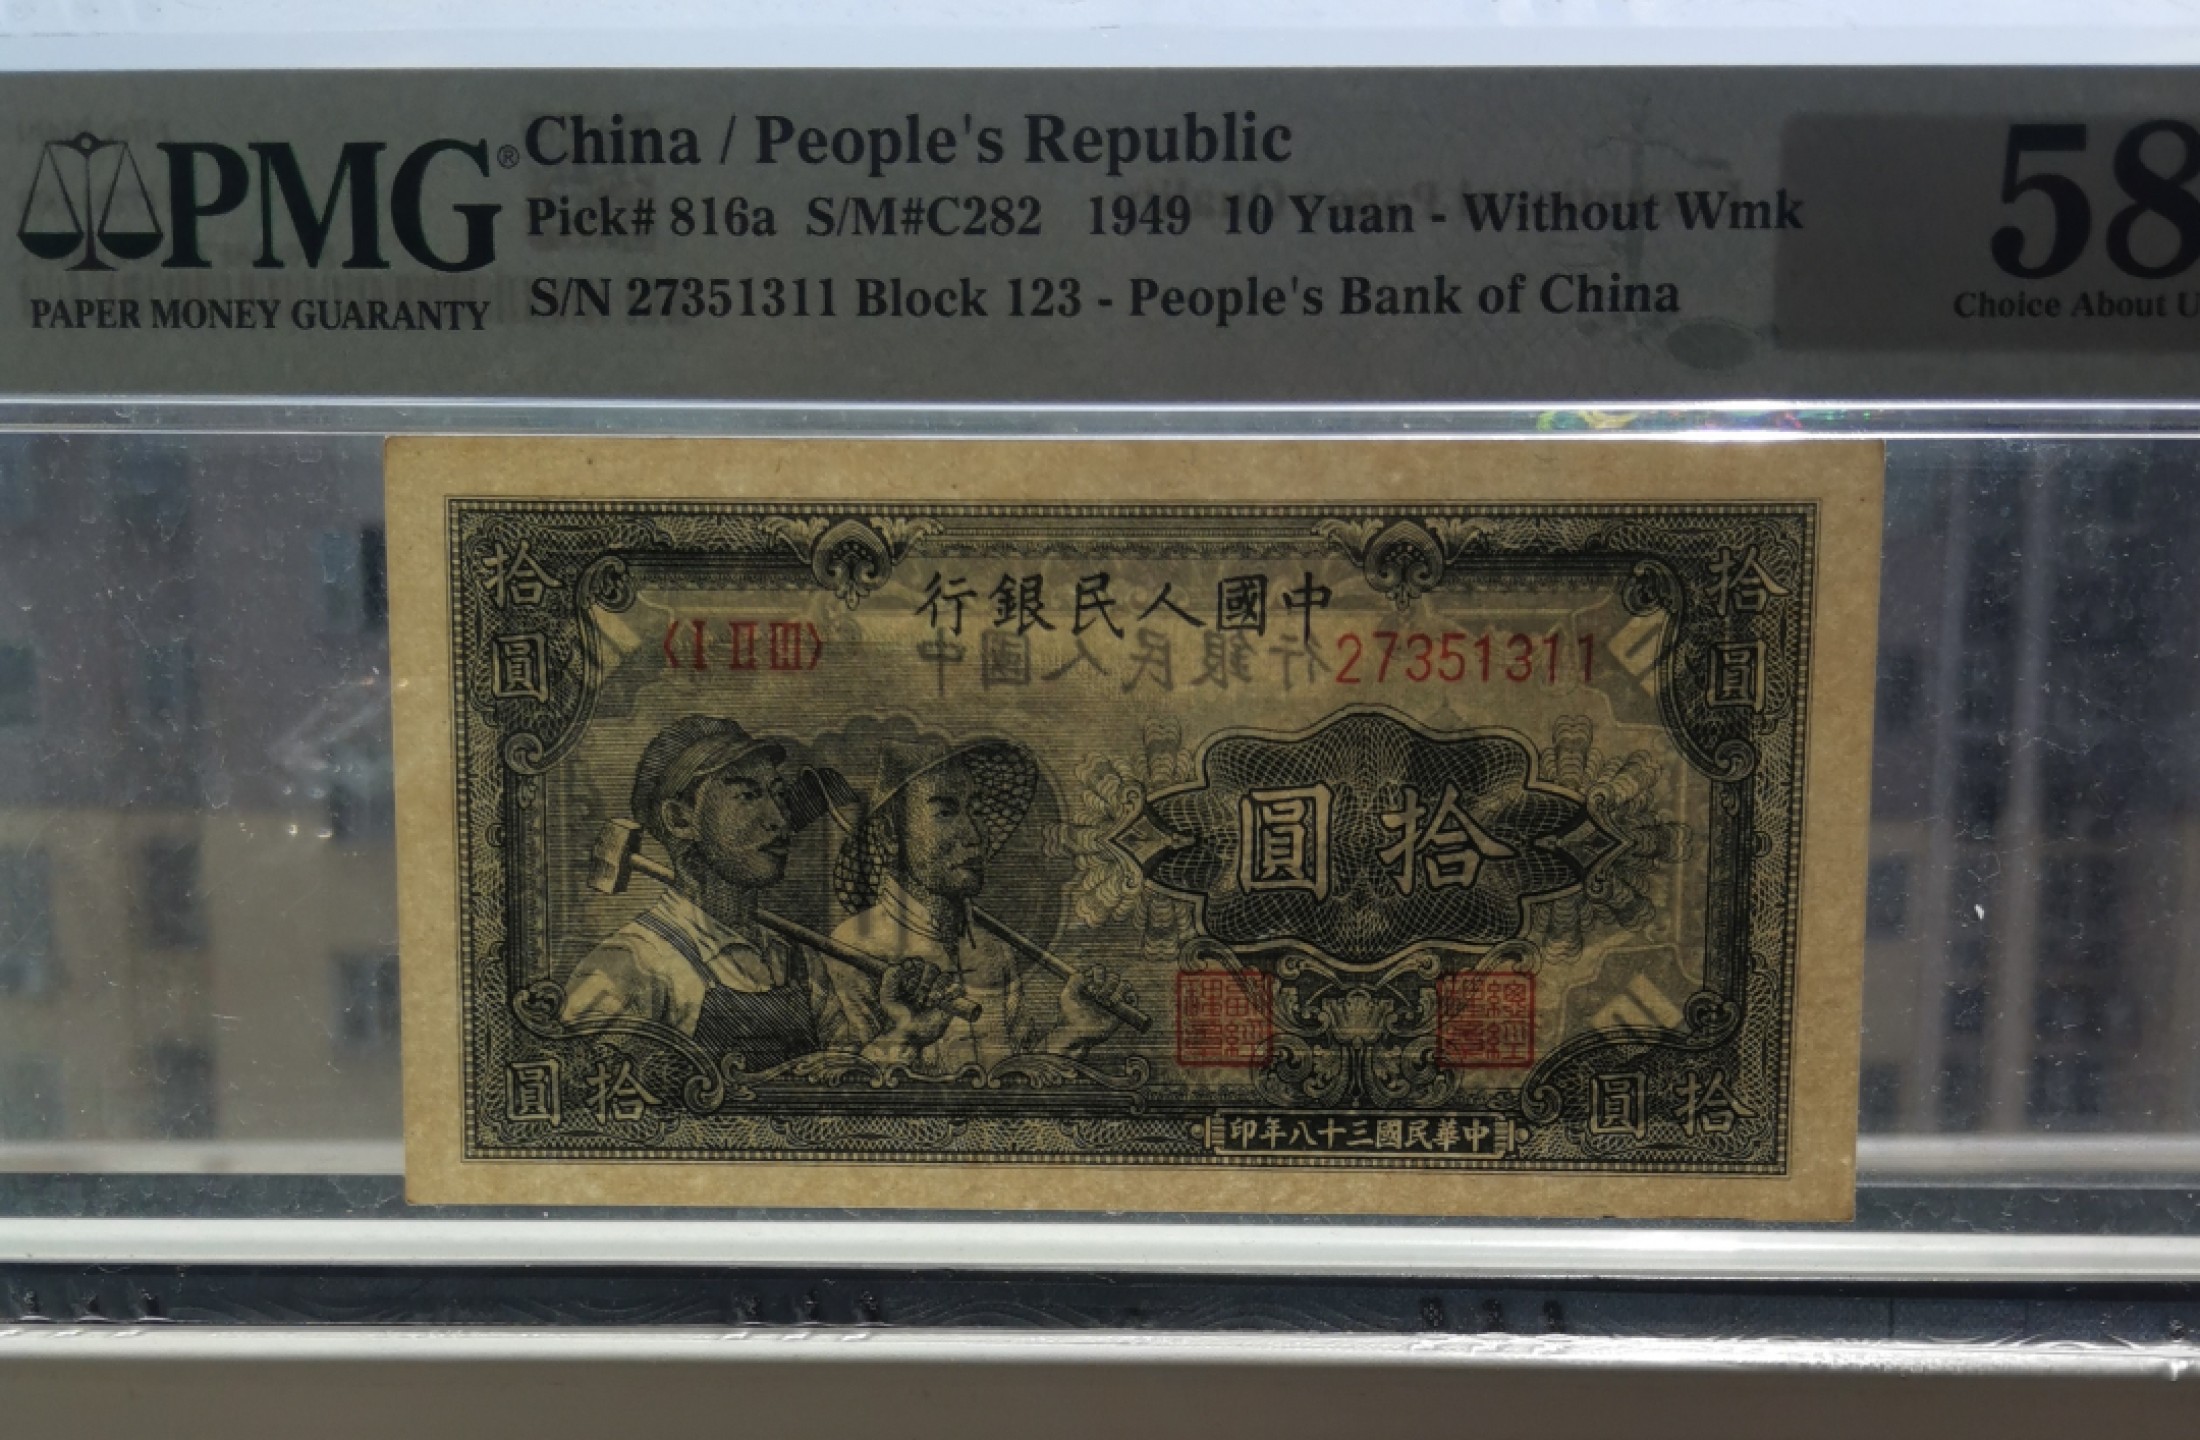 PMG®
PAPER MONEY GUARANTY
China / People's Republic
Pick# 816a S/M#C282 1949 10 Yuan - Without Wmk
S/N 27351311 Block 123 - People's Bank of China
58
Choice About U
行銀民人國中
〈I II III〉
27351311
拾圓
拾圓
圓拾
圓拾
圓拾
印年八十三國民華中